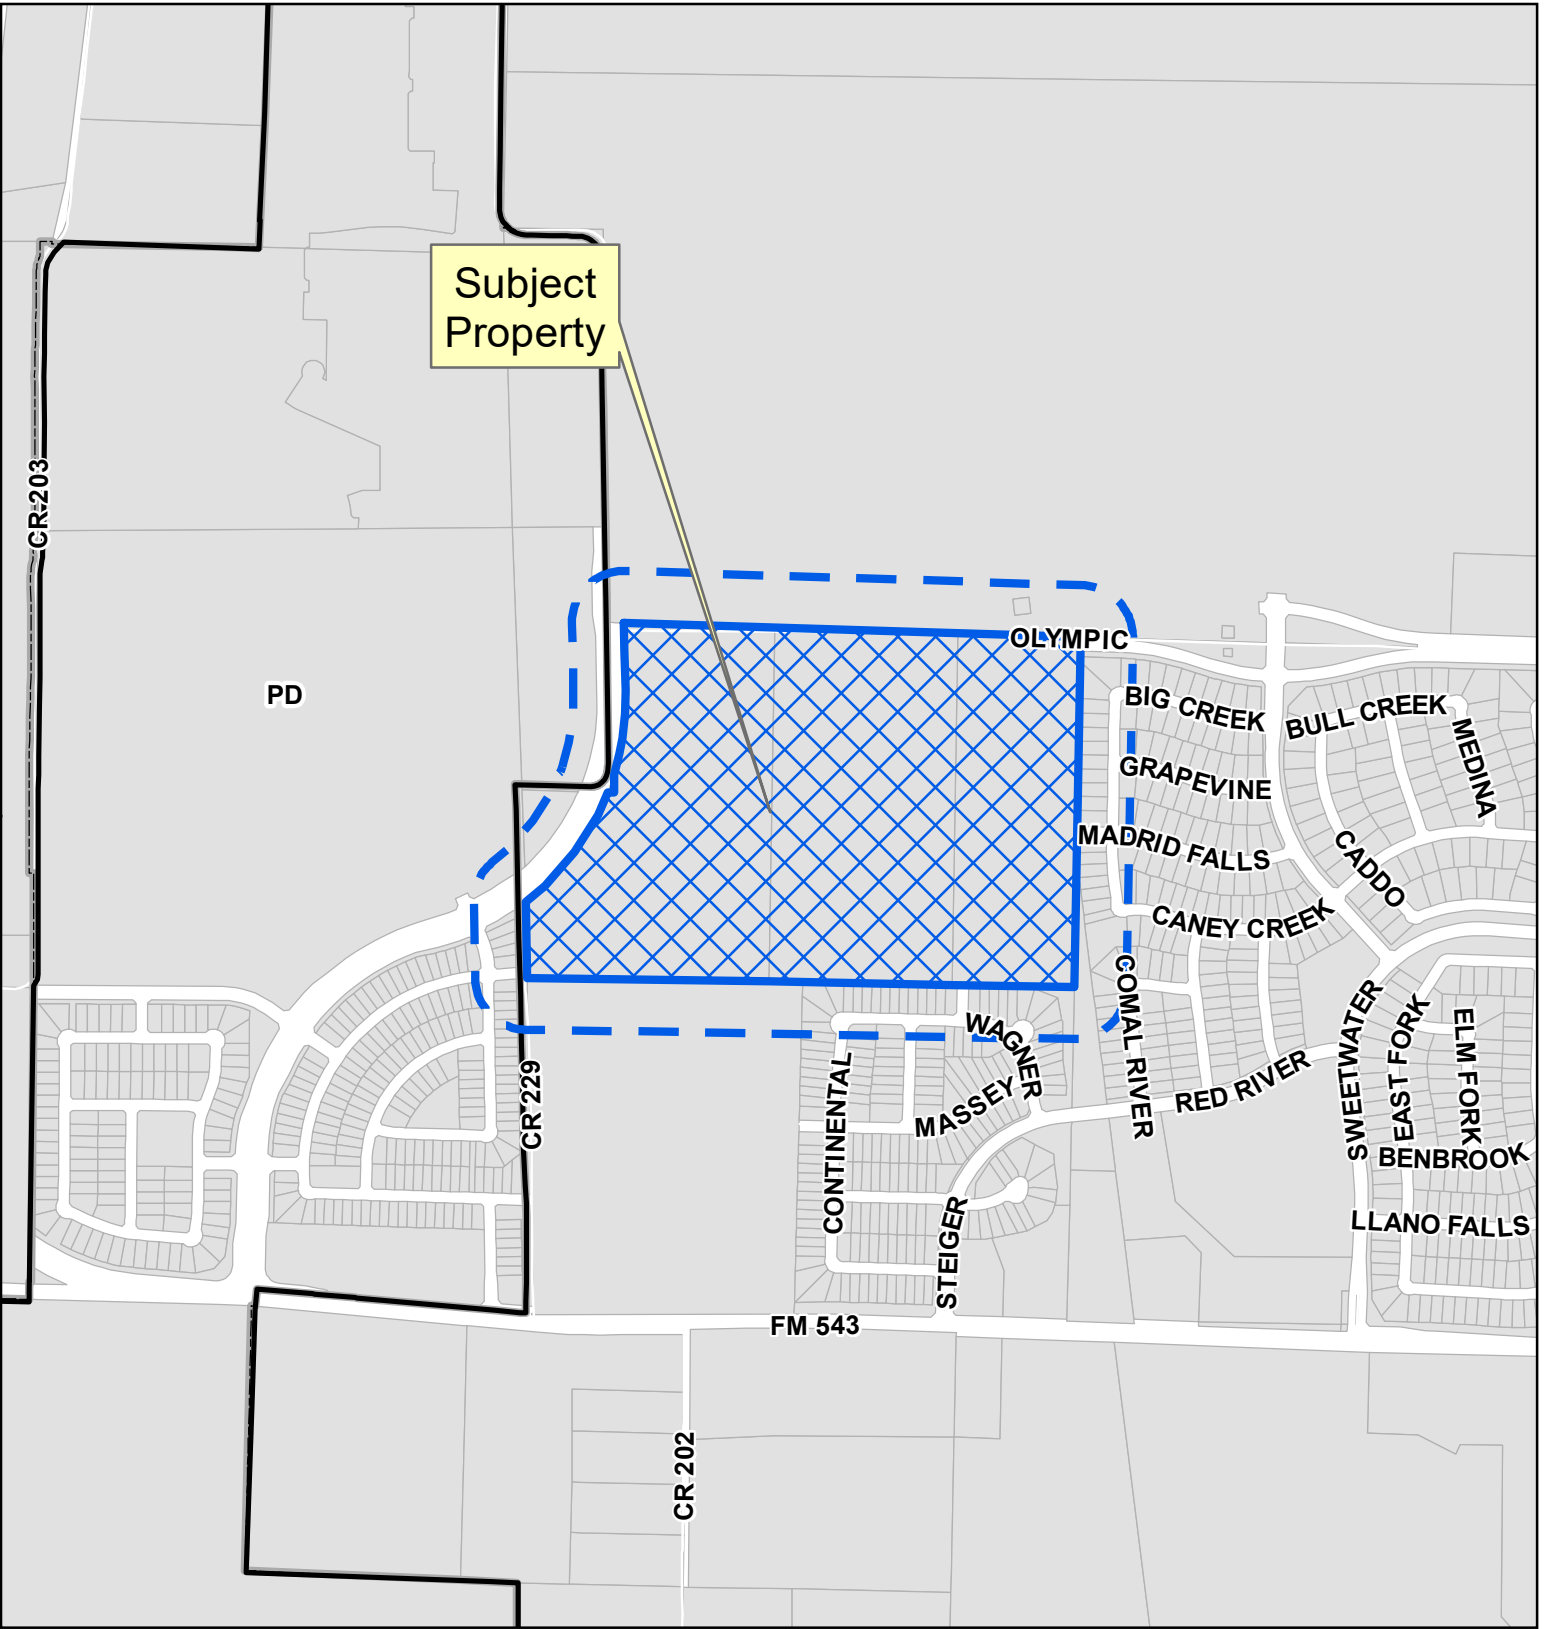 Subject
Property
CR 203
PD
OLYMPIC
BIG CREEK
BULL CREEK
MEDINA
GRAPEVINE
MADRID FALLS
CADDO
CANEY CREEK
COMAL RIVER
WAGNER
SWEETWATER
EAST FORK
ELM FORK
CR 229
CONTINENTAL
MASSEY
RED RIVER
BENBROOK
STEIGER
LLANO FALLS
FM 543
CR 202